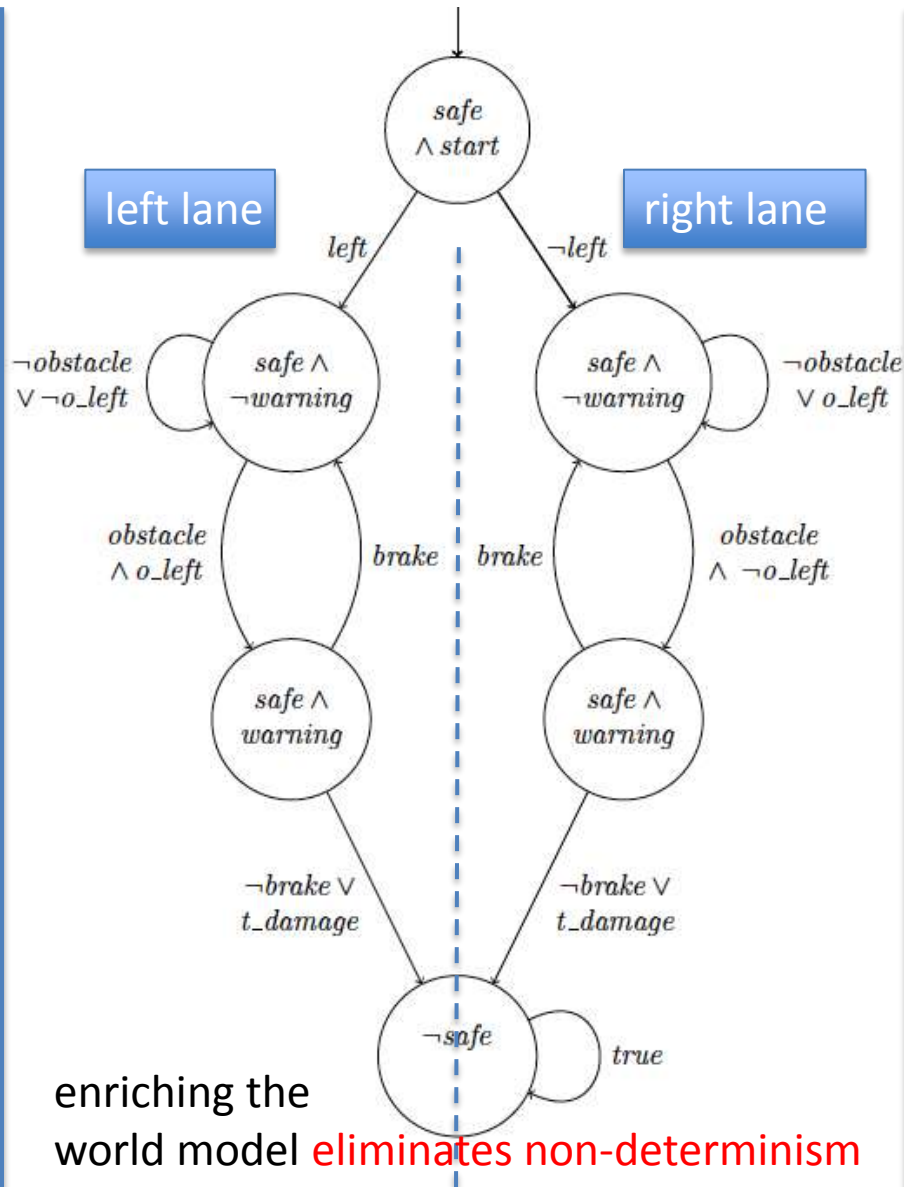 safe
∧ start
left lane
right lane
left
¬left
¬obstacle
∨ ¬o_left
safe ∧
¬warning
safe ∧
¬warning
¬obstacle
∨ o_left
obstacle
∧ o_left
brake
brake
obstacle
∧ ¬o_left
safe ∧
warning
safe ∧
warning
¬brake ∨
t_damage
¬brake ∨
t_damage
¬safe
true
enriching the
world model eliminates non-determinism